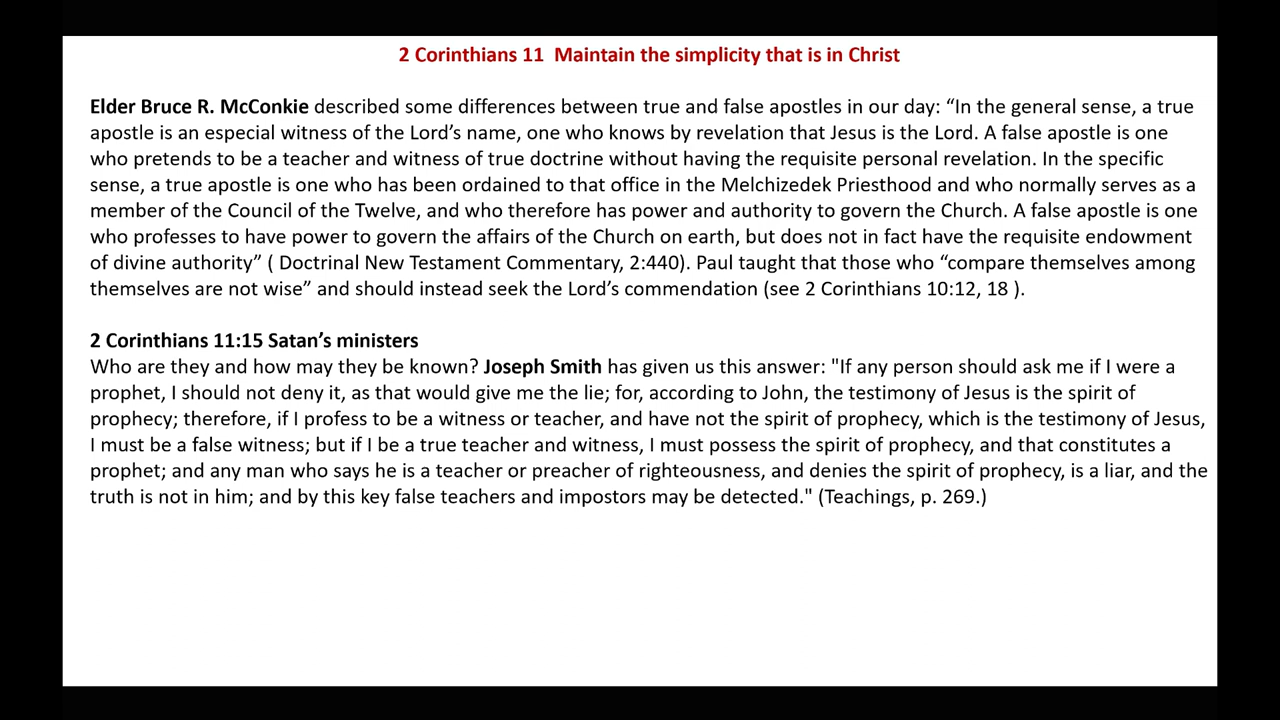 2 Corinthians 11  Maintain the simplicity that is in Christ
Elder Bruce R. McConkie described some differences between true and false apostles in our day: “In the general sense, a true
apostle is an especial witness of the Lord’s name, one who knows by revelation that Jesus is the Lord. A false apostle is one
who pretends to be a teacher and witness of true doctrine without having the requisite personal revelation. In the specific
sense, a true apostle is one who has been ordained to that office in the Melchizedek Priesthood and who normally serves as a
member of the Council of the Twelve, and who therefore has power and authority to govern the Church. A false apostle is one
who professes to have power to govern the affairs of the Church on earth, but does not in fact have the requisite endowment
of divine authority” ( Doctrinal New Testament Commentary, 2:440). Paul taught that those who “compare themselves among
themselves are not wise” and should instead seek the Lord’s commendation (see 2 Corinthians 10:12, 18 ).
2 Corinthians 11:15 Satan’s ministers
Who are they and how may they be known? Joseph Smith has given us this answer: "If any person should ask me if I were a
prophet, I should not deny it, as that would give me the lie; for, according to John, the testimony of Jesus is the spirit of
prophecy; therefore, if I profess to be a witness or teacher, and have not the spirit of prophecy, which is the testimony of Jesus,
I must be a false witness; but if I be a true teacher and witness, I must possess the spirit of prophecy, and that constitutes a
prophet; and any man who says he is a teacher or preacher of righteousness, and denies the spirit of prophecy, is a liar, and the
truth is not in him; and by this key false teachers and impostors may be detected." (Teachings, p. 269.)